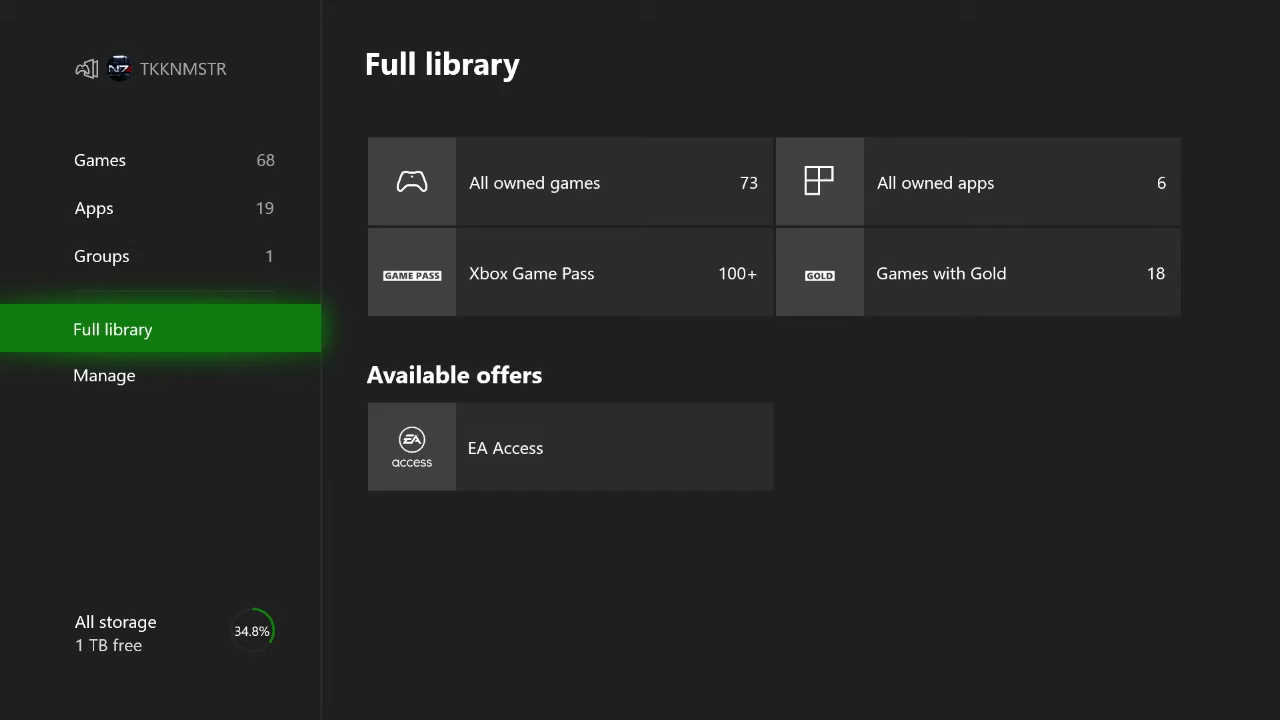 N7 TKKNMSTR
Games 68
Apps 19
Groups 1
Full library
Manage
All storage
1 TB free
34.8%
Full library
All owned games 73
All owned apps 6
GAME PASS Xbox Game Pass 100+
GOLD Games with Gold 18
Available offers
EA
access
EA Access